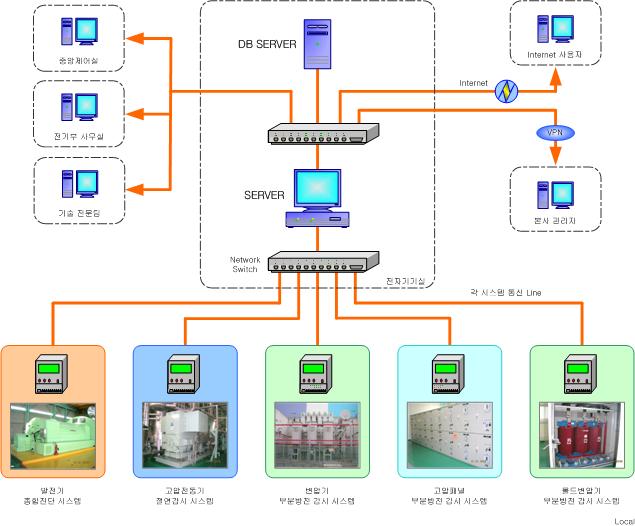 DB SERVER
Internet 사용자
중앙제어실
Internet
전기부 사무실
VPN
SERVER
기술 전문팀
본사 관리자
Network
Switch
전자기기실
각 시스템 통신 Line
발전기
종합진단 시스템
고압전동기
절연감시 시스템
변압기
부분방전 감시 시스템
고압패널
부분방전 감시 시스템
몰드변압기
부분방전 감시 시스템
Local